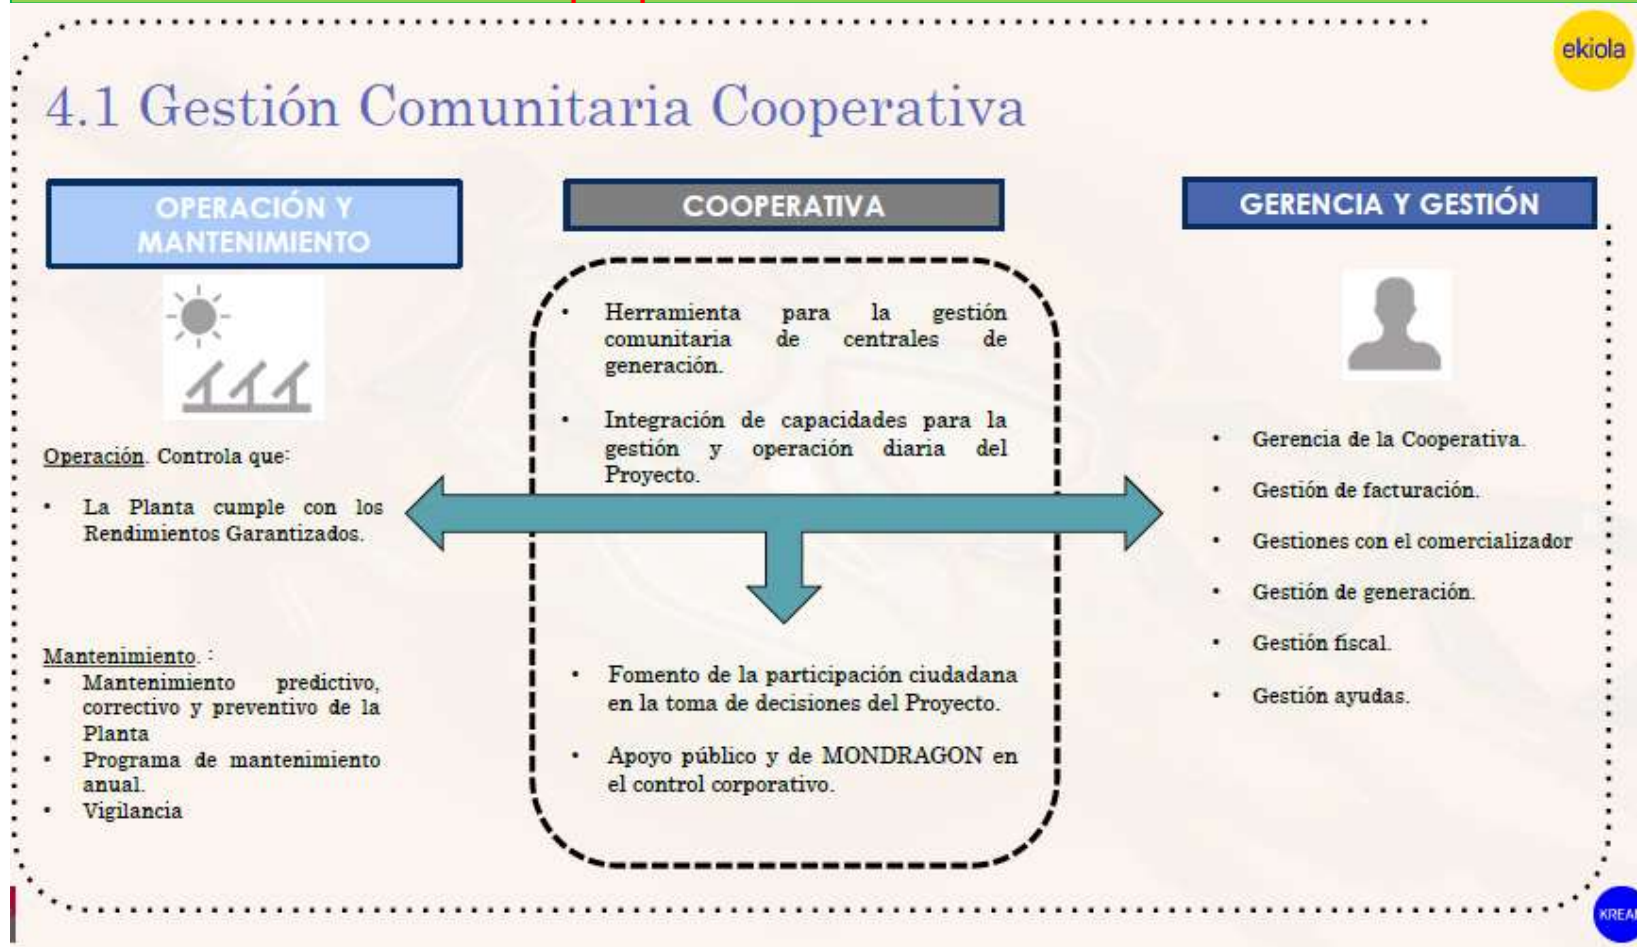 ekiola
4.1 Gestión Comunitaria Cooperativa
OPERACIÓN Y
MANTENIMIENTO
Operación. Controla que:
• La Planta cumple con los
Rendimientos Garantizados.
Mantenimiento. :
• Mantenimiento predictivo,
correctivo y preventivo de la
Planta
• Programa de mantenimiento
anual.
• Vigilancia
COOPERATIVA
• Herramienta para la gestión
comunitaria de centrales de
generación.
• Integración de capacidades para la
gestión y operación diaria del
Proyecto.
• Fomento de la participación ciudadana
en la toma de decisiones del Proyecto.
• Apoyo público y de MONDRAGON en
el control corporativo.
GERENCIA Y GESTIÓN
• Gerencia de la Cooperativa.
• Gestión de facturación.
• Gestiones con el comercializador
• Gestión de generación.
• Gestión fiscal.
• Gestión ayudas.